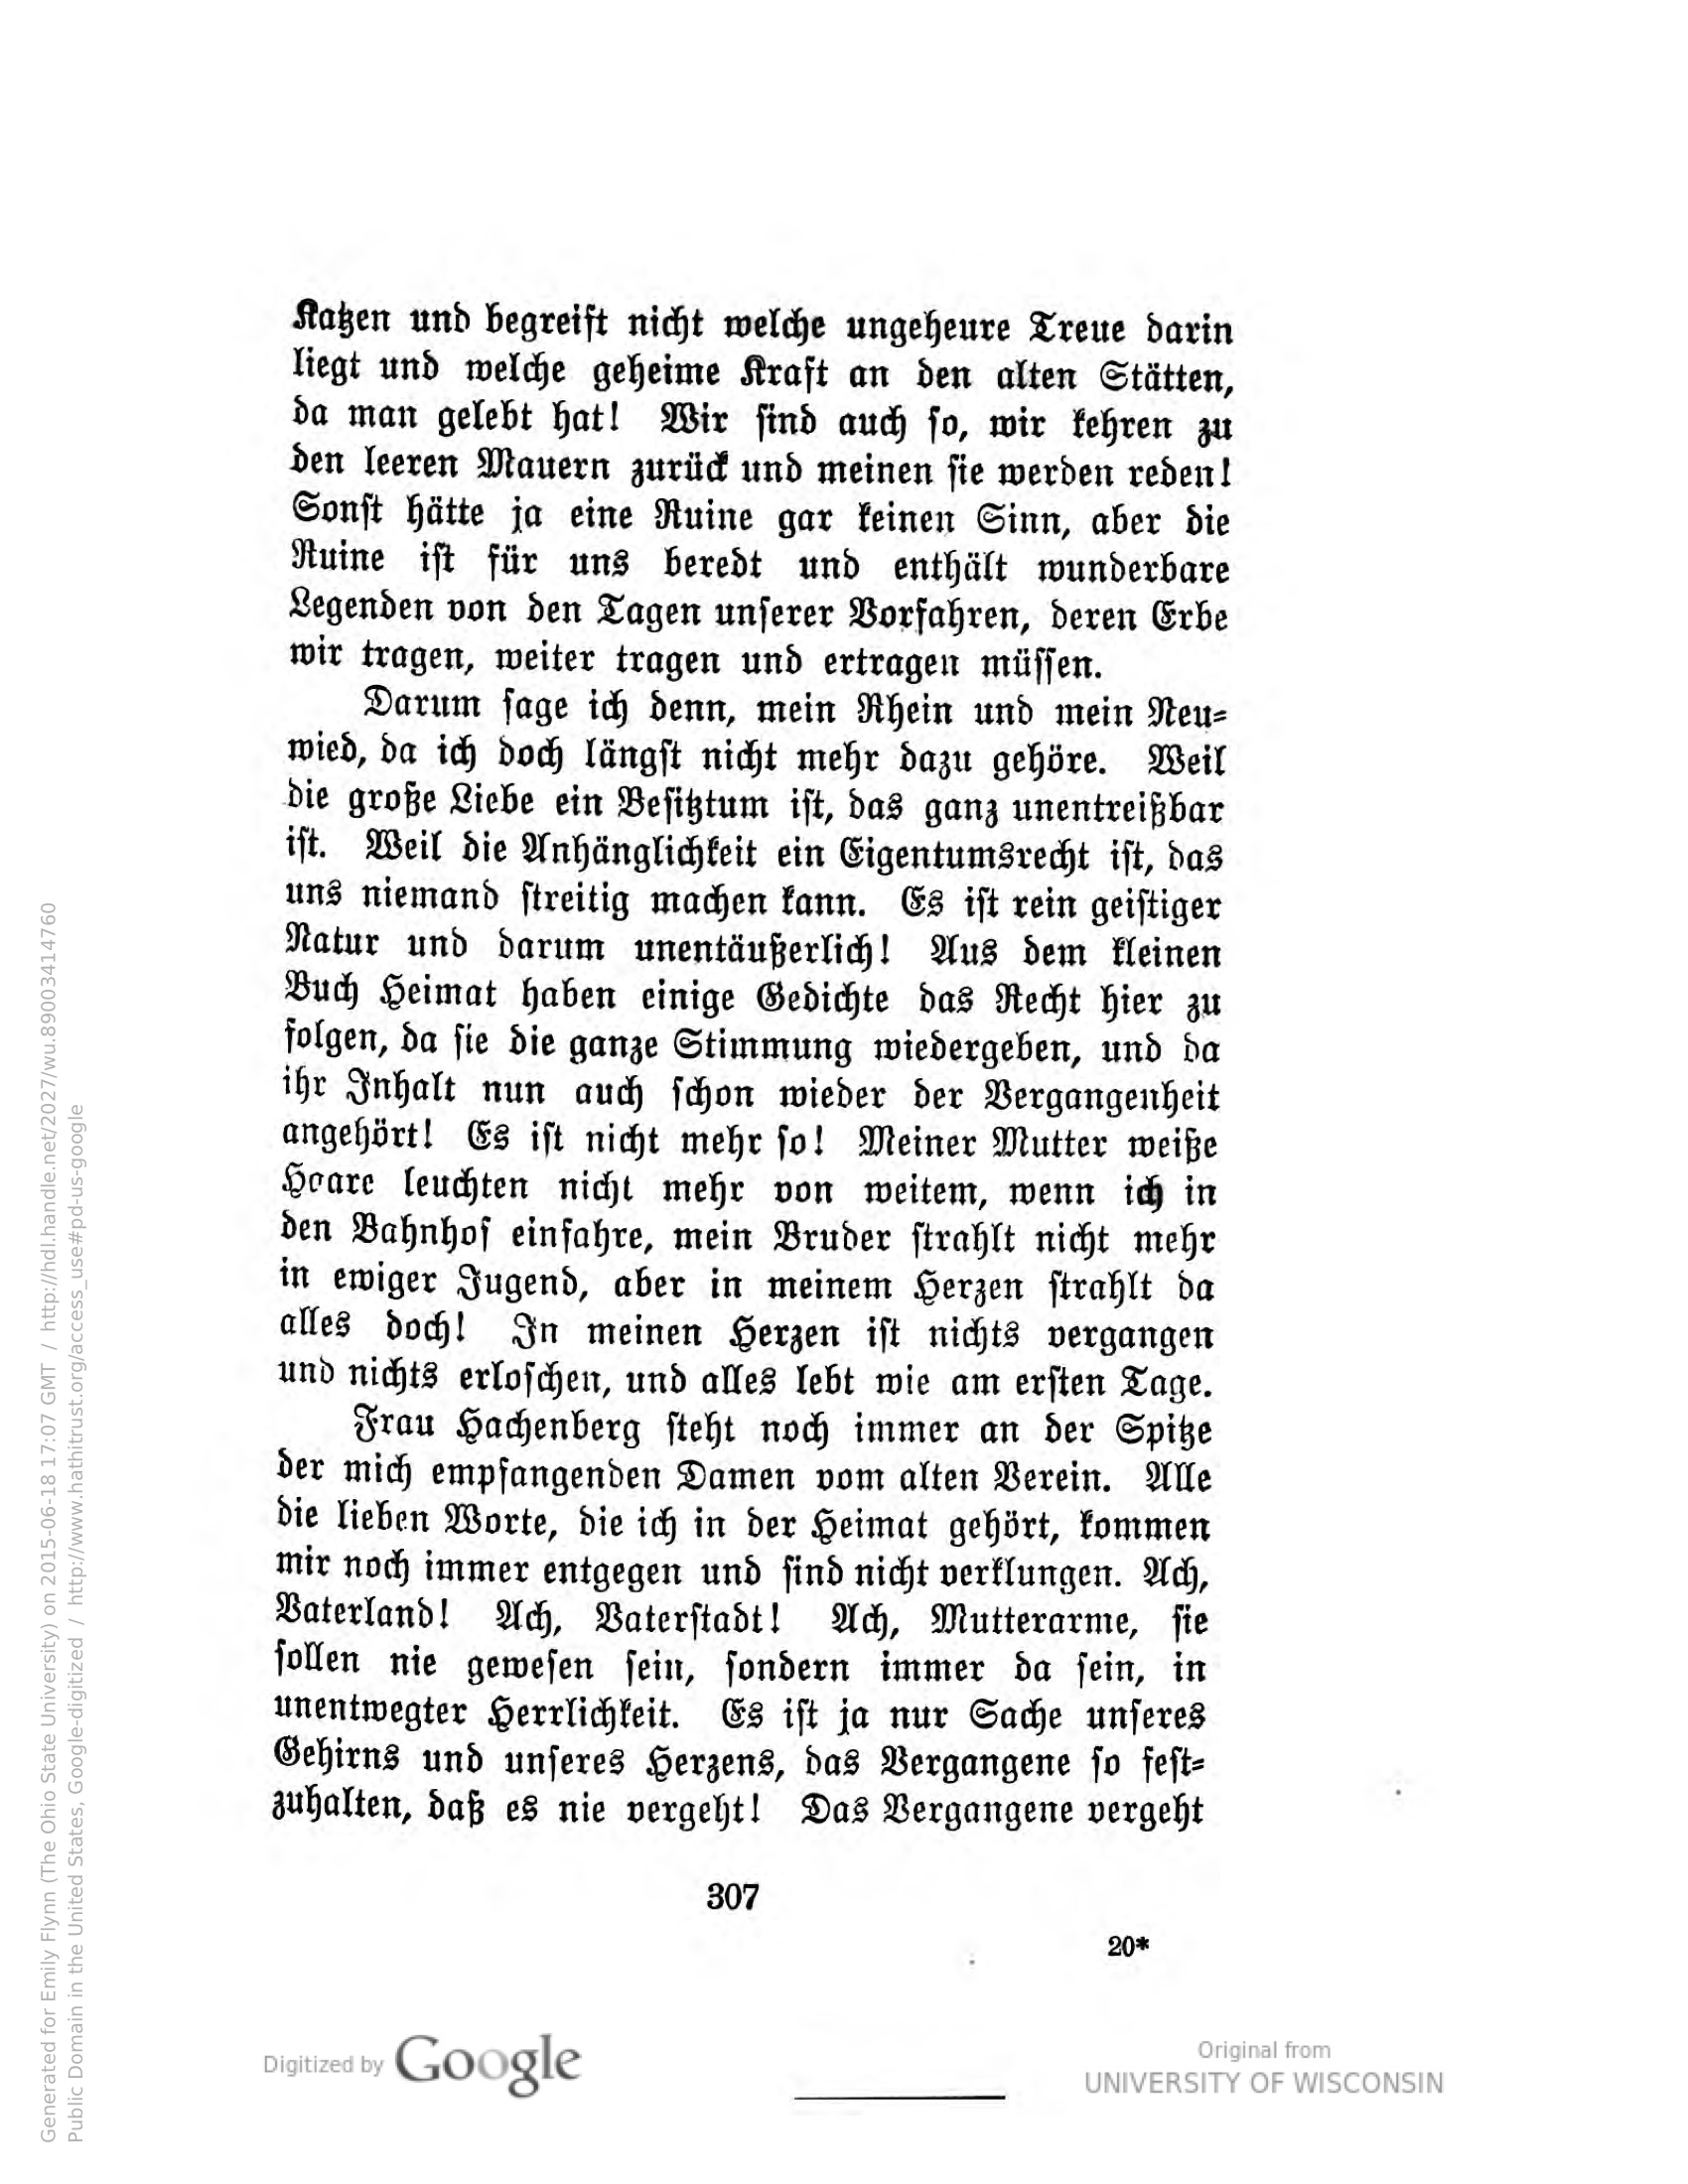 Katzen und begreift nicht welche ungeheure Treue darin
liegt und welche geheime Kraft an den alten Stätten,
da man gelebt hat! Wir sind auch so, wir kehren zu
den leeren Mauern zurück und meinen sie werden reden!
Sonst hätte ja eine Ruine gar keinen Sinn, aber die
Ruine ist für uns beredt und enthält wunderbare
Legenden von den Tagen unserer Vorfahren, deren Erbe
wir tragen, weiter tragen und ertragen müssen.
Darum sage ich denn, mein Rhein und mein Neu-
wied, da ich doch längst nicht mehr dazu gehöre. Weil
die große Liebe ein Besitztum ist, das ganz unentreißbar
ist. Weil die Anhänglichkeit ein Eigentumsrecht ist, das
uns niemand streitig machen kann. Es ist rein geistiger
Natur und darum unentäußerlich! Aus dem kleinen
Buch Heimat haben einige Gedichte das Recht hier zu
folgen, da sie die ganze Stimmung wiedergeben, und da
ihr Inhalt nun auch schon wieder der Vergangenheit
angehört! Es ist nicht mehr so! Meiner Mutter weiße
Haare leuchten nicht mehr von weitem, wenn ich in
den Bahnhof einfahre, mein Bruder strahlt nicht mehr
in ewiger Jugend, aber in meinem Herzen strahlt da
alles doch! In meinen Herzen ist nichts vergangen
und nichts erloschen, und alles lebt wie am ersten Tage.
Frau Hachenberg steht noch immer an der Spitze
der mich empfangenden Damen vom alten Verein. Alle
die lieben Worte, die ich in der Heimat gehört, kommen
mir noch immer entgegen und sind nicht verklungen. Ach,
Vaterland! Ach, Vaterstadt! Ach, Mutterarme, sie
sollen nie gewesen sein, sondern immer da sein, in
unentwegter Herrlichkeit. Es ist ja nur Sache unseres
Gehirns und unseres Herzens, das Vergangene so fest-
zuhalten, daß es nie vergeht! Das Vergangene vergeht
307
20*
Digitized by Google
Original from
UNIVERSITY OF WISCONSIN
Generated for Emily Flynn (The Ohio State University) on 2015-06-18 17:07 GMT / http://hdl.handle.net/2027/wu.89003414760
Public Domain in the United States, Google-digitized / http://www.hathitrust.org/access_use#pd-us-google